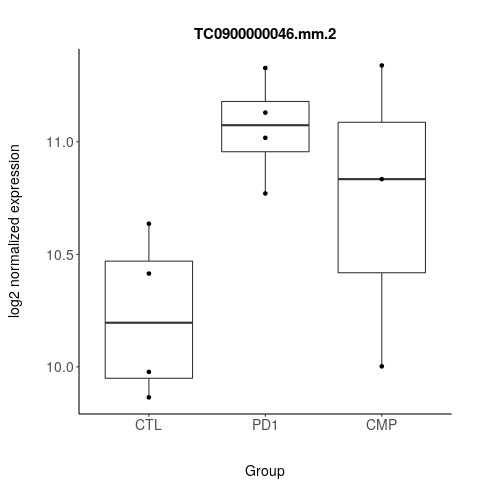 TC0900000046.mm.2
log2 normalized expression
11.0
10.5
10.0
CTL PD1 CMP
Group